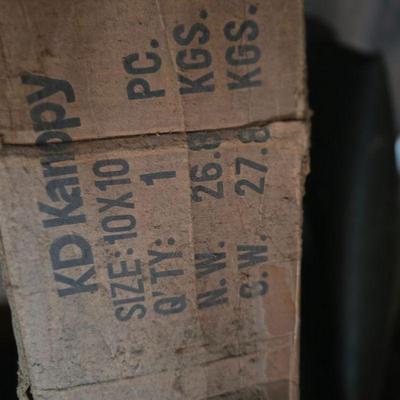 KD Kanopy
SIZE: 10X10
Q'TY: 1 PC.
N.W. 26.8 KGS.
G.W. 27.8 KGS.